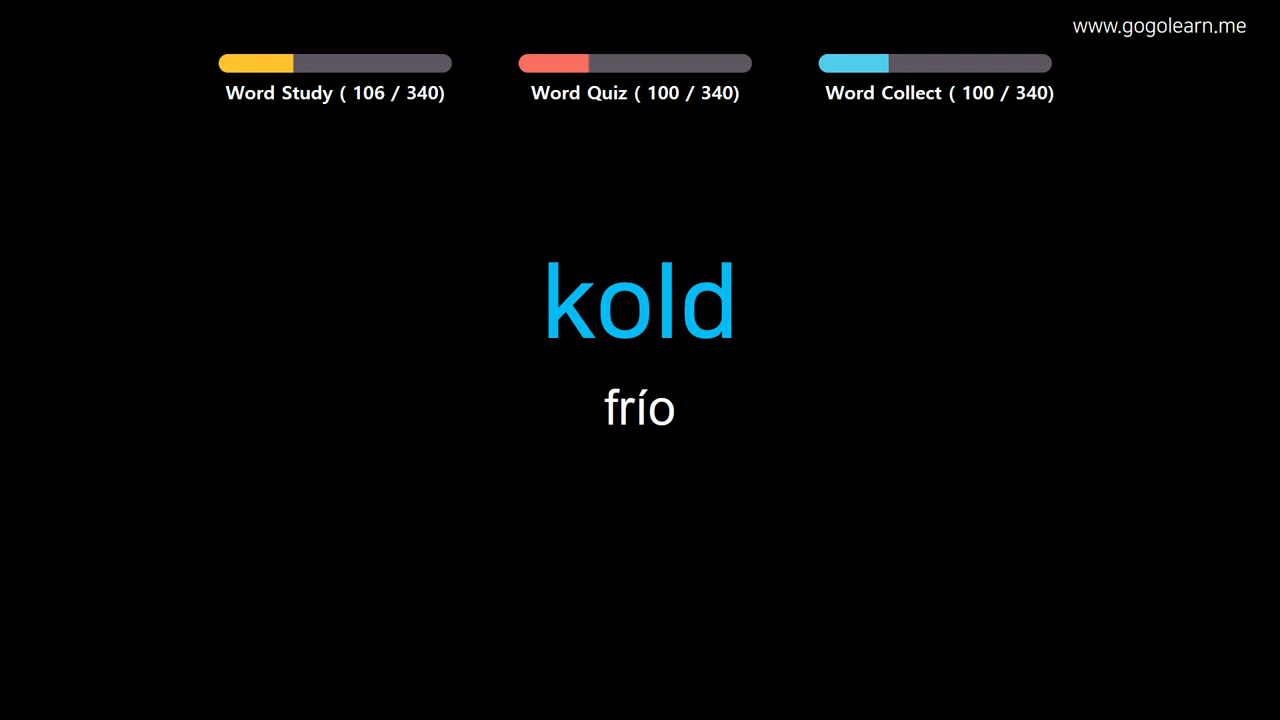 www.gogolearn.me
Word Study ( 106 / 340)
Word Quiz ( 100 / 340)
Word Collect ( 100 / 340)
kold
frío